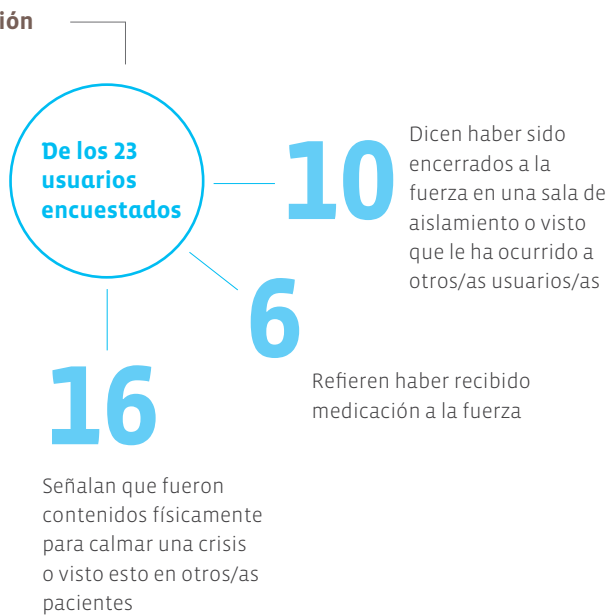 ión
De los 23
usuarios
encuestados
10
Dicen haber sido
encerrados a la
fuerza en una sala de
aislamiento o visto
que le ha ocurrido a
otros/as usuarios/as
6
Refieren haber recibido
medicación a la fuerza
16
Señalan que fueron
contenidos físicamente
para calmar una crisis
o visto esto en otros/as
pacientes